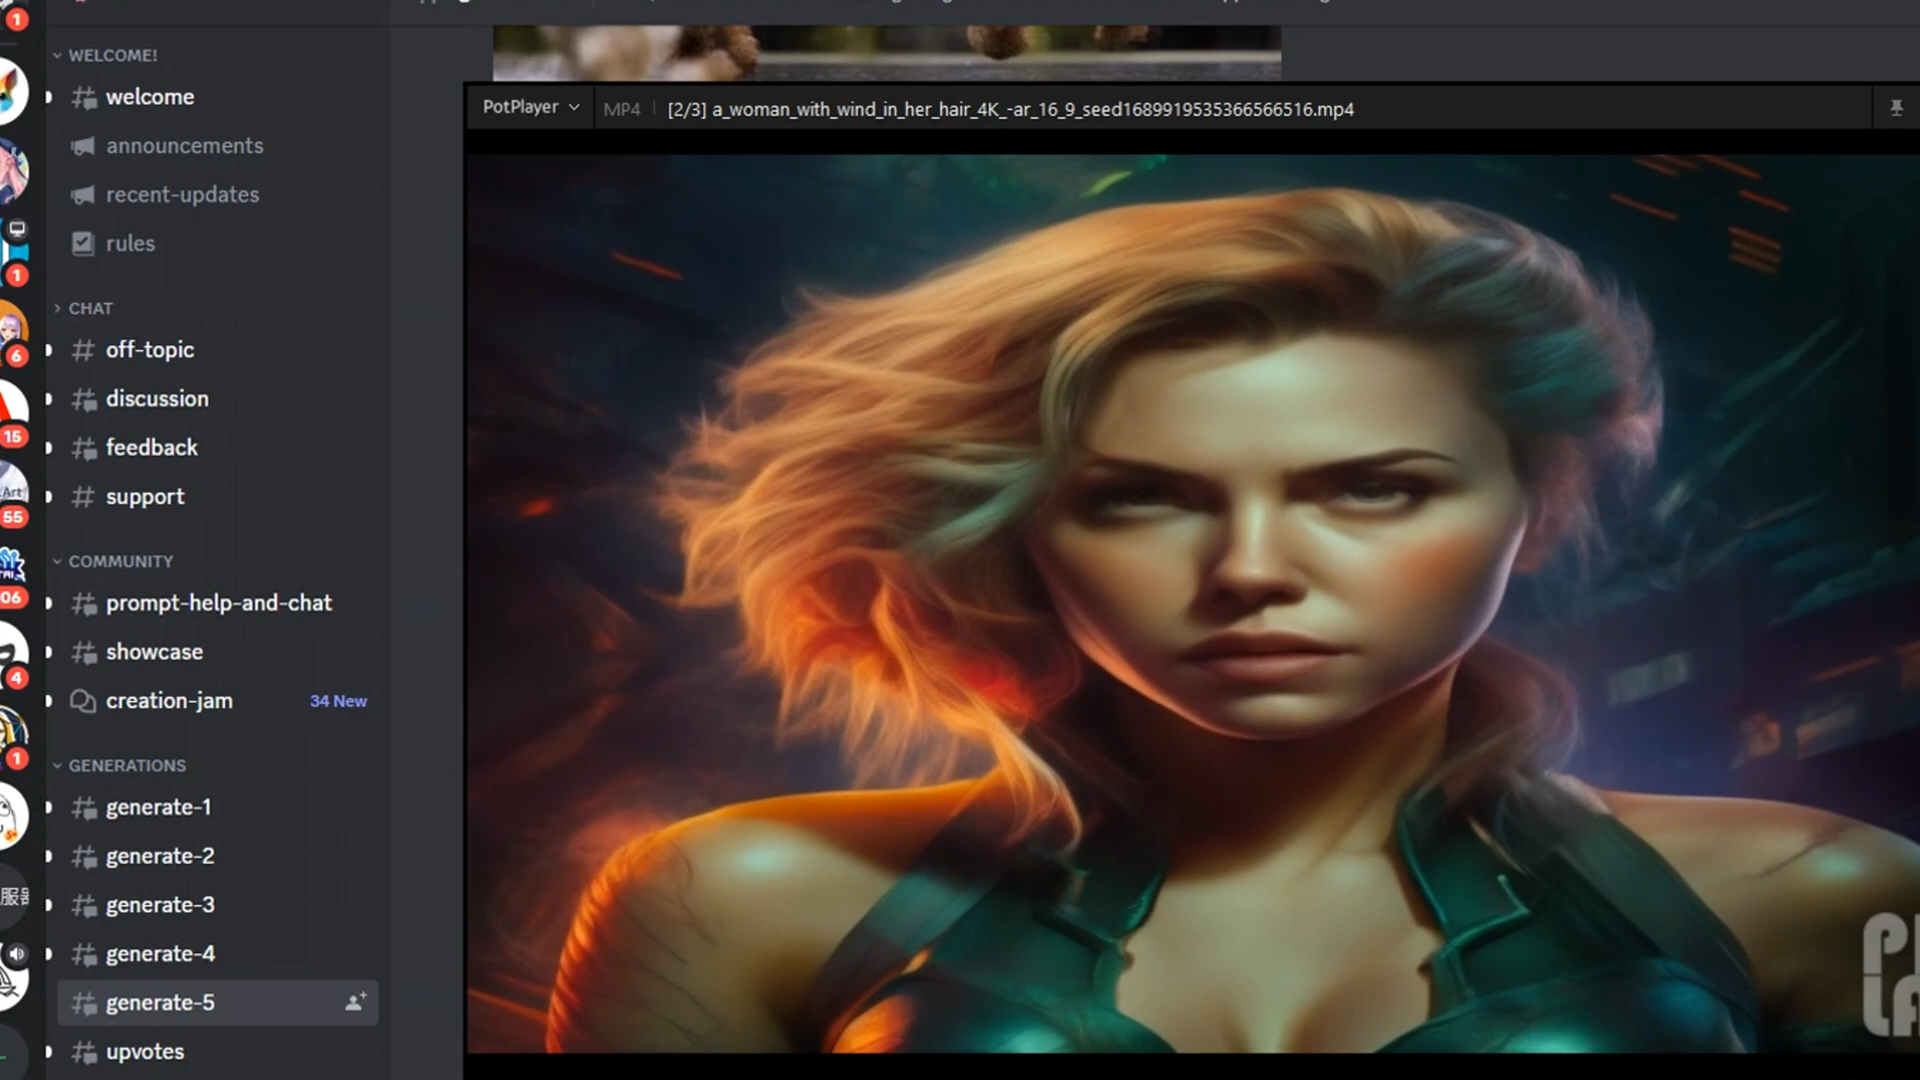 1
WELCOME!
welcome
announcements
recent-updates
rules
1
CHAT
off-topic
6
discussion
15
feedback
support
Art
55
COMMUNITY
06
prompt-help-and-chat
showcase
4
creation-jam
34 New
1
GENERATIONS
generate-1
generate-2
generate-3
generate-4
generate-5
upvotes
PotPlayer
MP4
[2/3] a_woman_with_wind_in_her_hair_4K_-ar_16_9_seed1689919535366566516.mp4